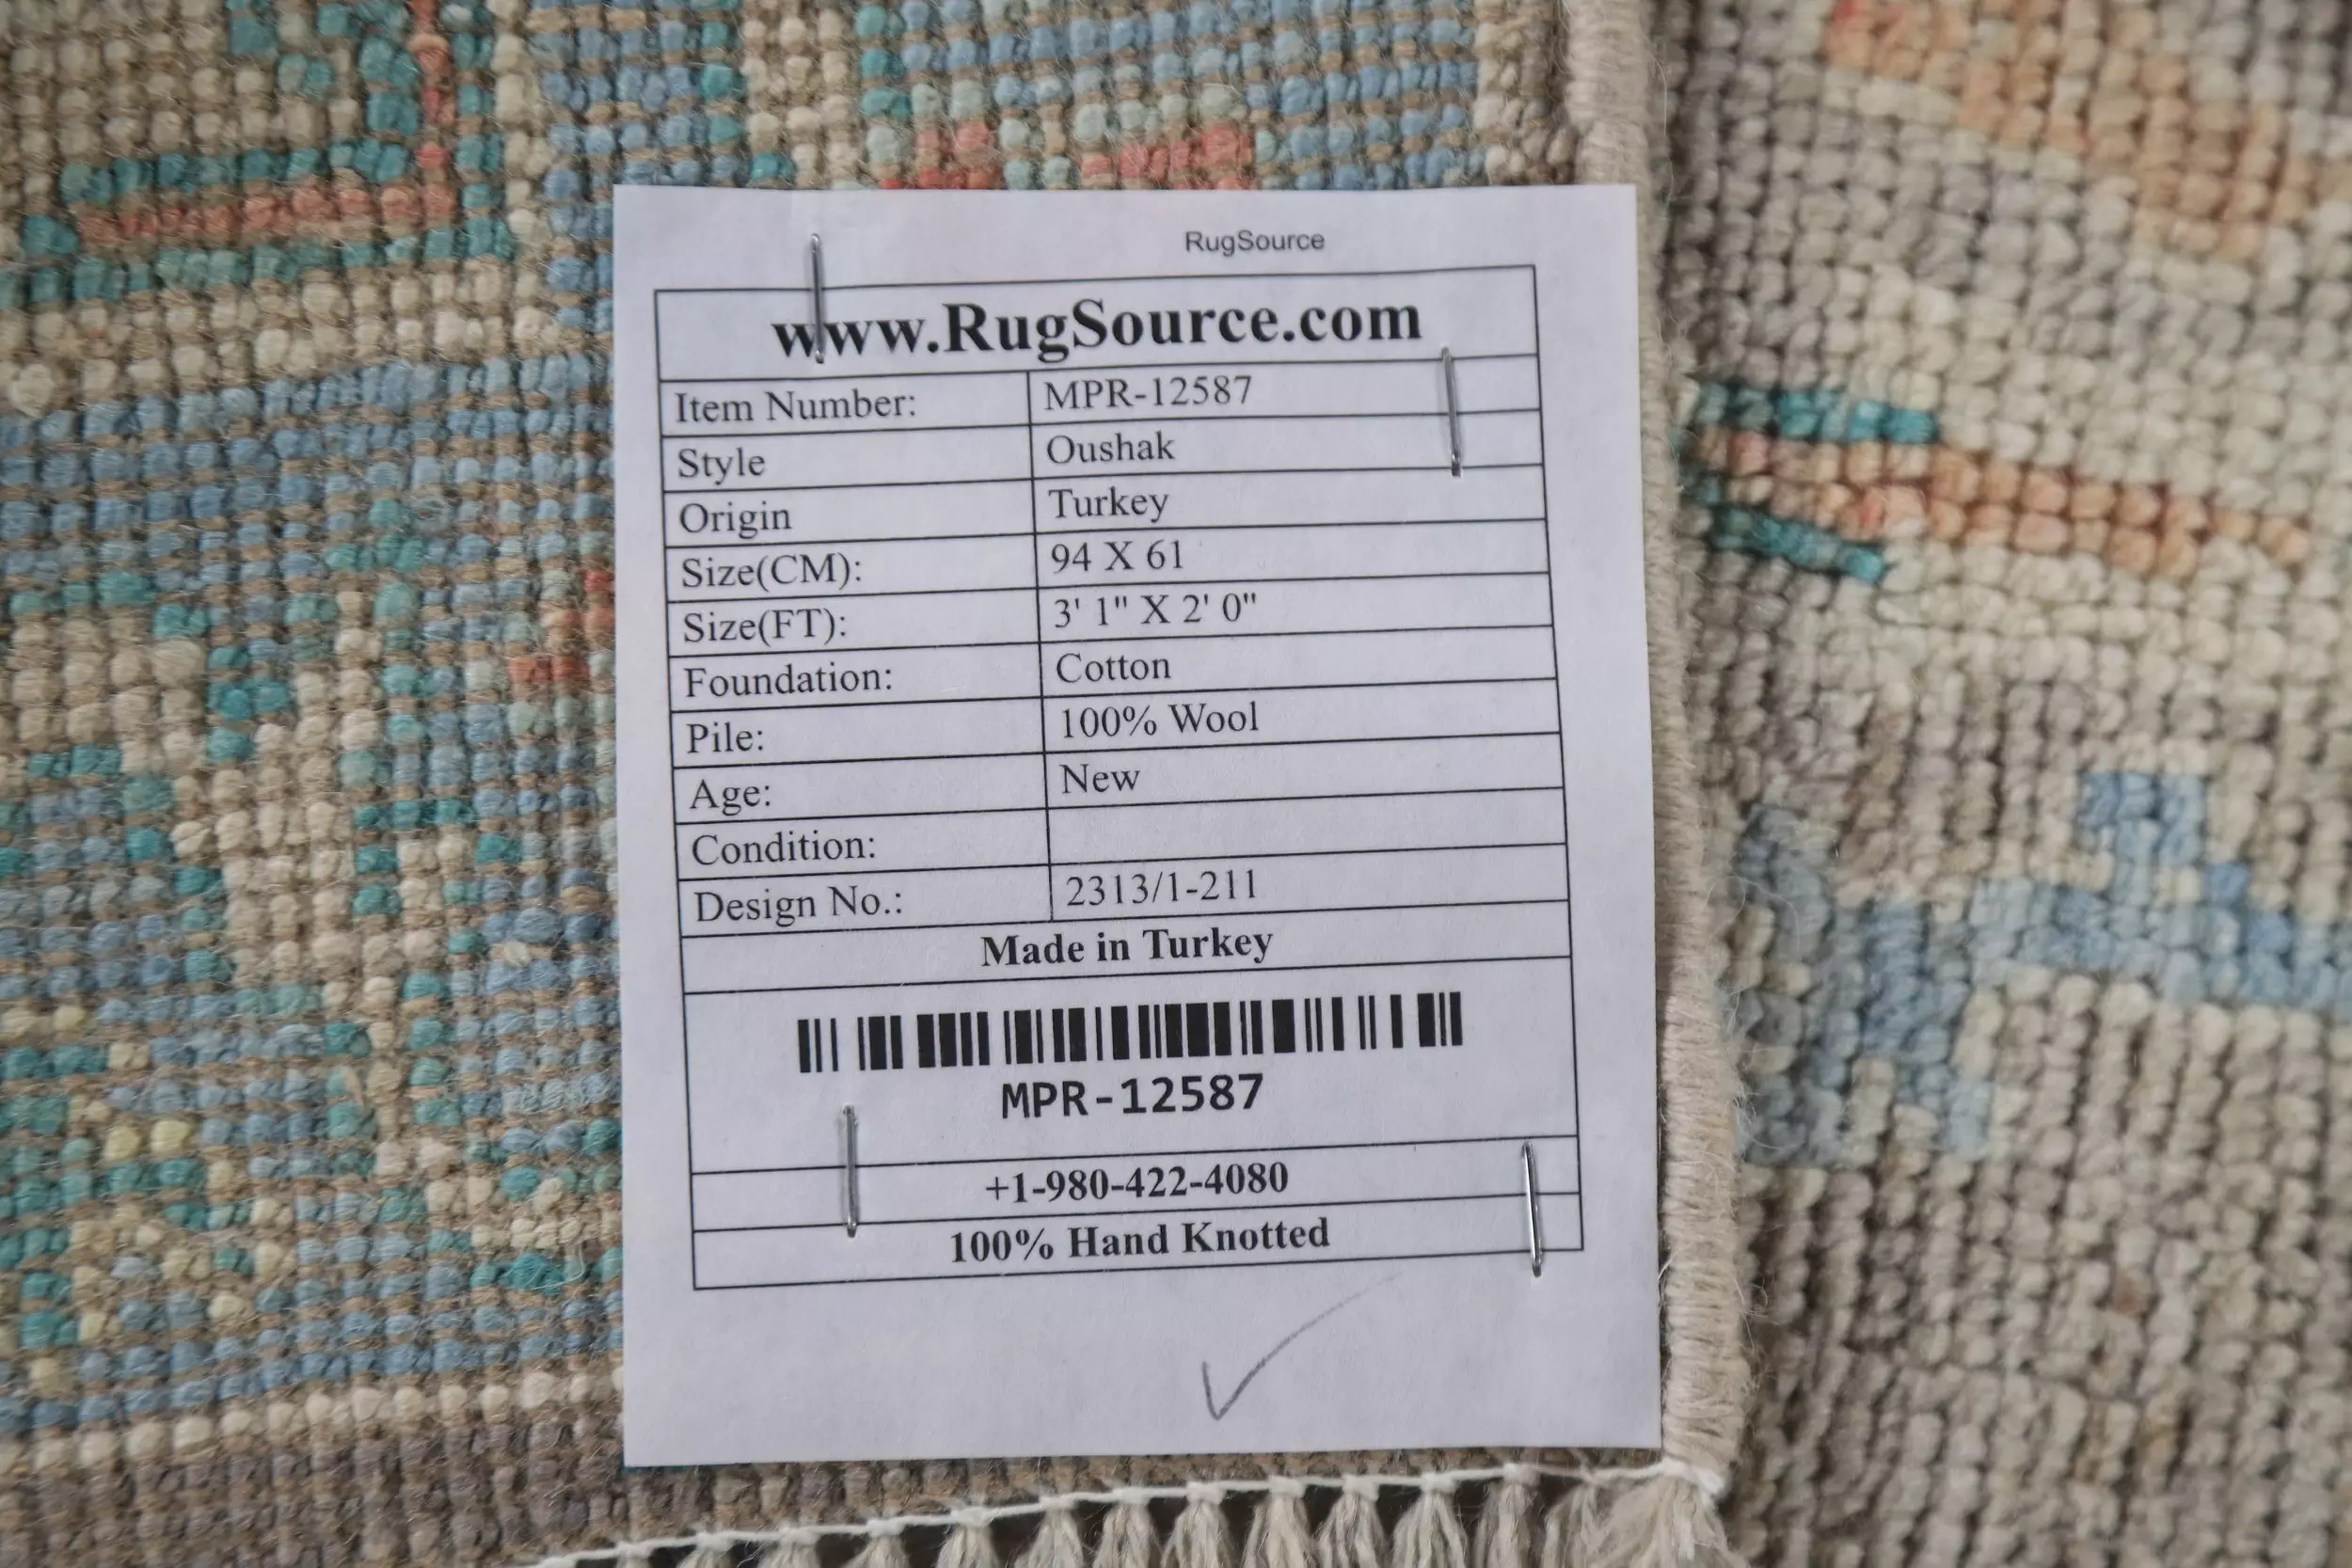 RugSource
www.RugSource.com
Item Number: MPR-12587
Style Oushak
Origin Turkey
Size(CM): 94 X 61
Size(FT): 3' 1" X 2' 0"
Foundation: Cotton
Pile: 100% Wool
Age: New
Condition:
Design No.: 2313/1-211
Made in Turkey
MPR-12587
+1-980-422-4080
100% Hand Knotted